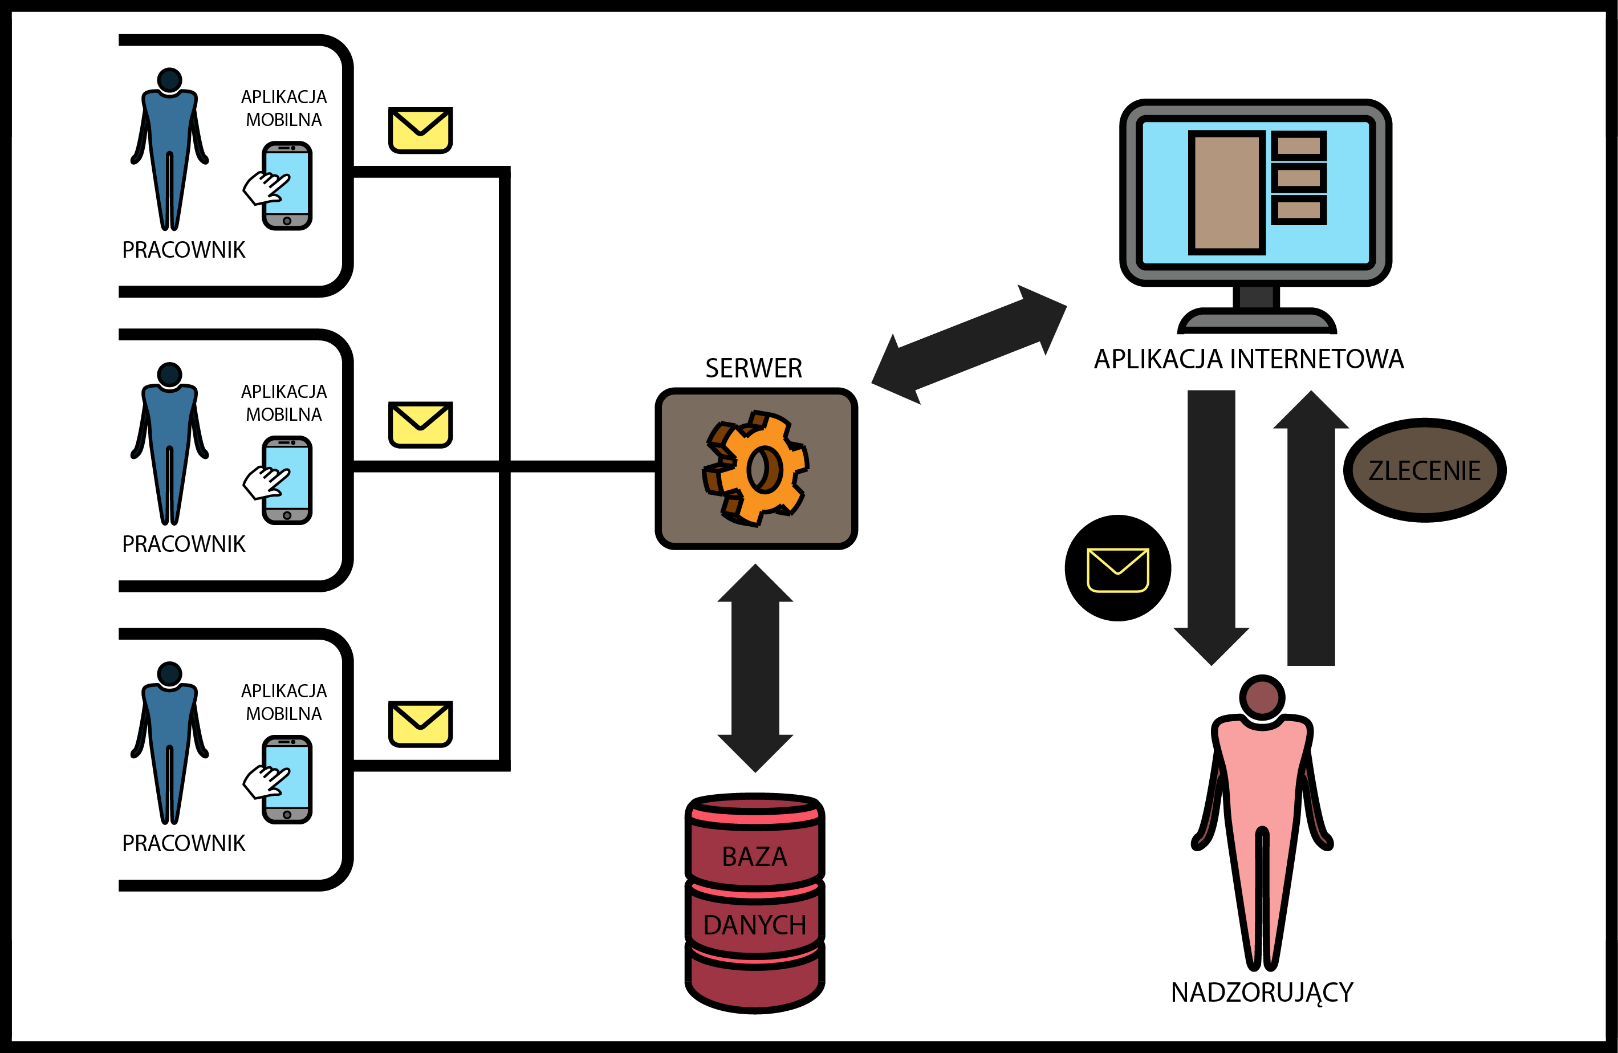 APLIKACJA
MOBILNA
PRACOWNIK
APLIKACJA
MOBILNA
PRACOWNIK
APLIKACJA
MOBILNA
PRACOWNIK
SERWER
BAZA
DANYCH
APLIKACJA INTERNETOWA
ZLECENIE
NADZORUJĄCY